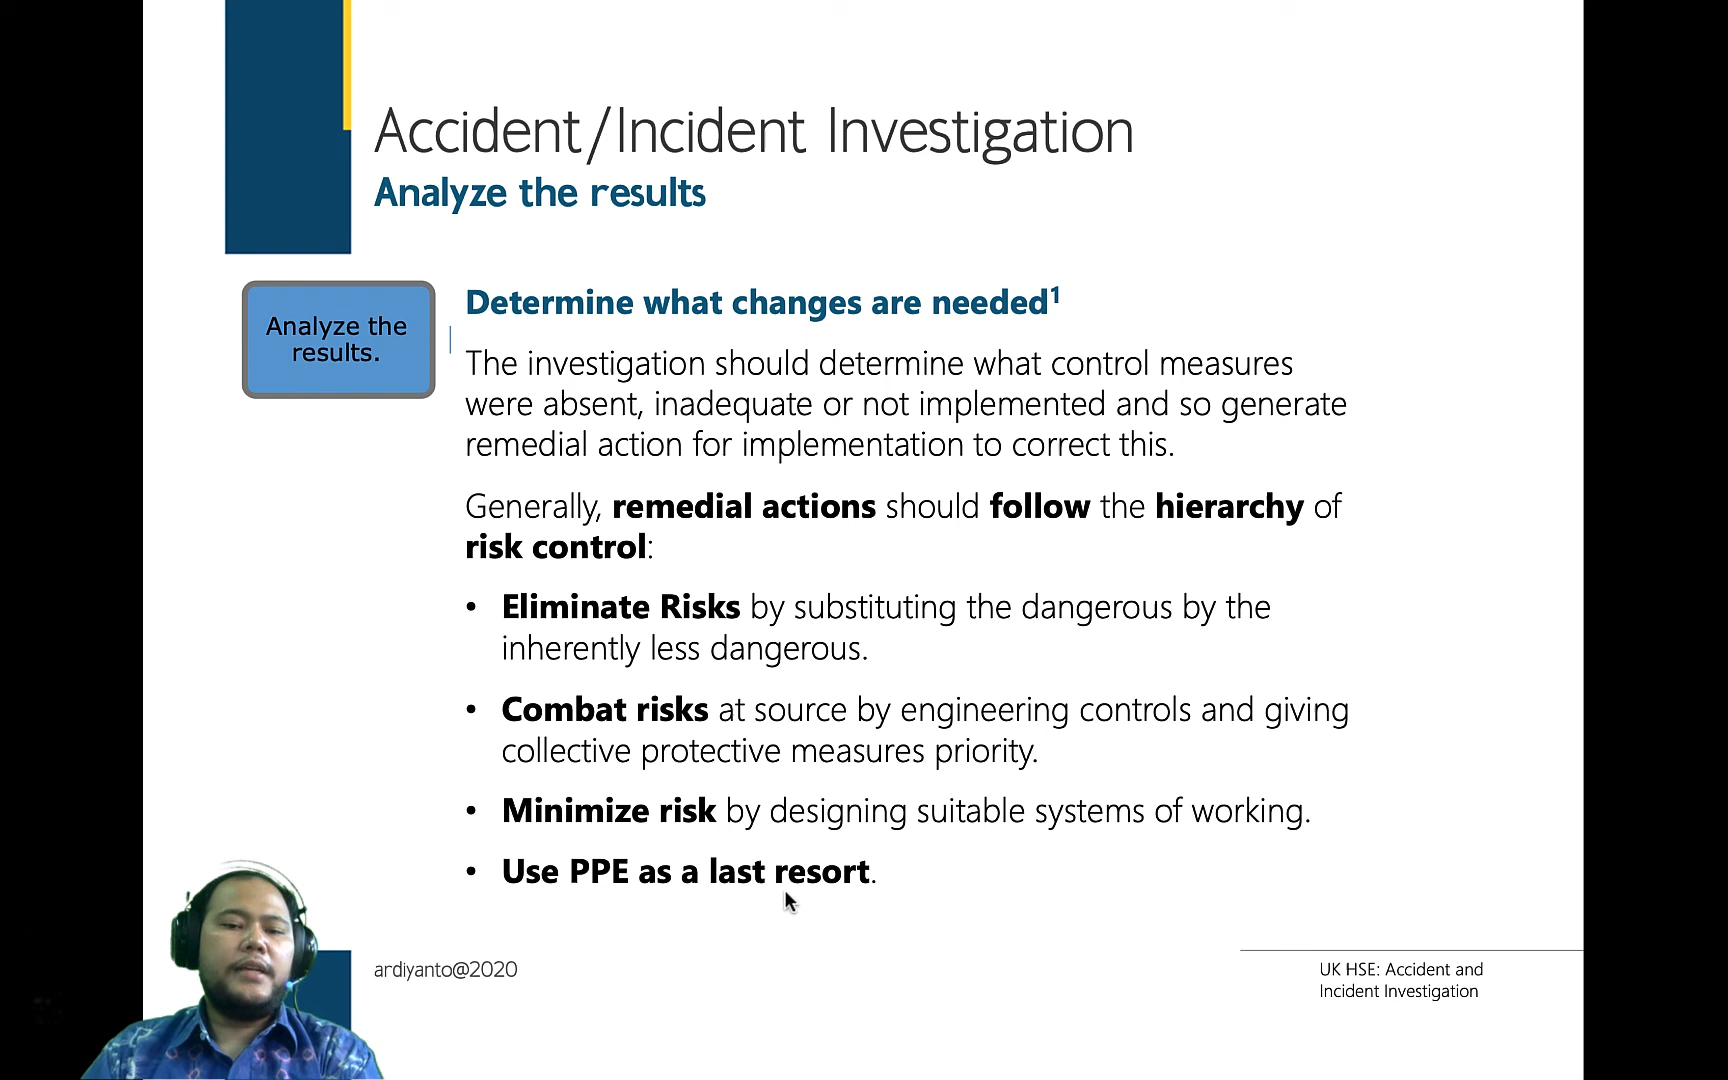 Accident/Incident Investigation
Analyze the results
Analyze the
results.
Determine what changes are needed¹
The investigation should determine what control measures
were absent, inadequate or not implemented and so generate
remedial action for implementation to correct this.
Generally, remedial actions should follow the hierarchy of
risk control:
• Eliminate Risks by substituting the dangerous by the
inherently less dangerous.
• Combat risks at source by engineering controls and giving
collective protective measures priority.
• Minimize risk by designing suitable systems of working.
• Use PPE as a last resort.
ardiyanto@2020
UK HSE: Accident and
Incident Investigation